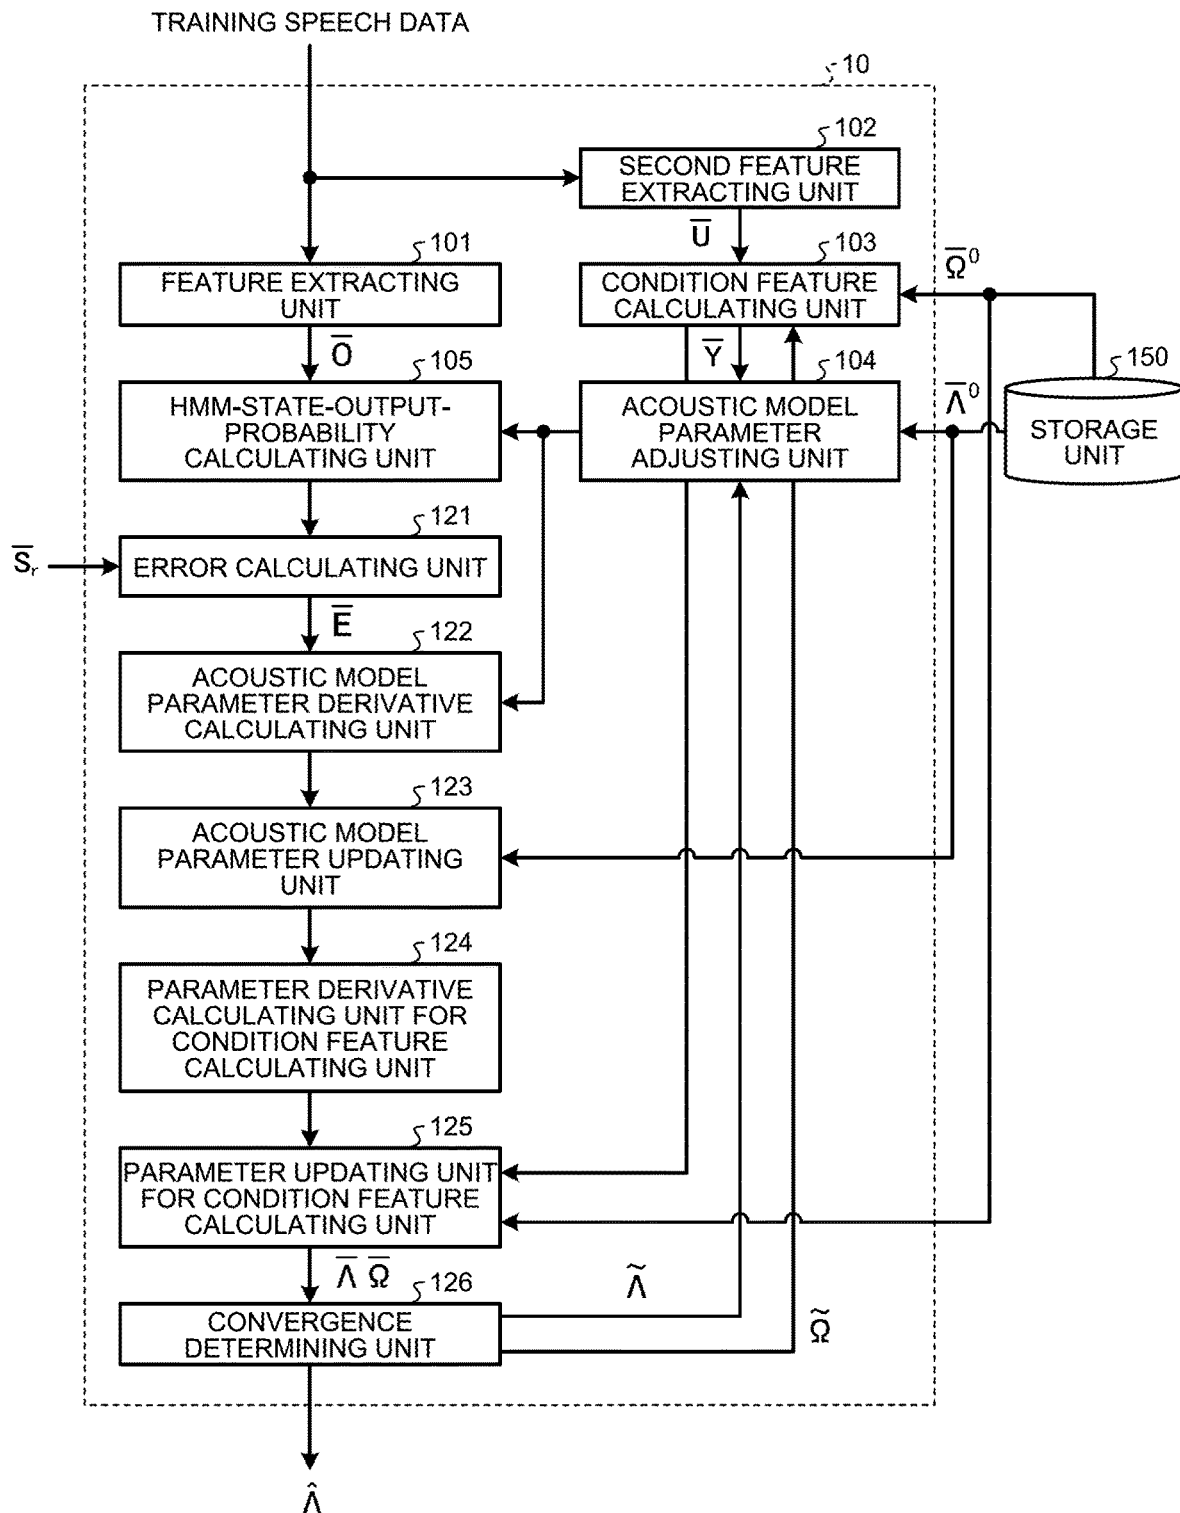 TRAINING SPEECH DATA
10
102
SECOND FEATURE
EXTRACTING UNIT
U̅
101
FEATURE EXTRACTING
UNIT
O̅
103
CONDITION FEATURE
CALCULATING UNIT
Ω̅⁰
Y̅
105
HMM-STATE-OUTPUT-
PROBABILITY
CALCULATING UNIT
104
ACOUSTIC MODEL
PARAMETER
ADJUSTING UNIT
Λ̅⁰
150
STORAGE
UNIT
S̅ᵣ
121
ERROR CALCULATING UNIT
E̅
122
ACOUSTIC MODEL
PARAMETER DERIVATIVE
CALCULATING UNIT
123
ACOUSTIC MODEL
PARAMETER UPDATING
UNIT
124
PARAMETER DERIVATIVE
CALCULATING UNIT FOR
CONDITION FEATURE
CALCULATING UNIT
125
PARAMETER UPDATING UNIT
FOR CONDITION FEATURE
CALCULATING UNIT
Λ̅ Ω̅
126
CONVERGENCE
DETERMINING UNIT
Λ̃
Ω̃
Λ̂